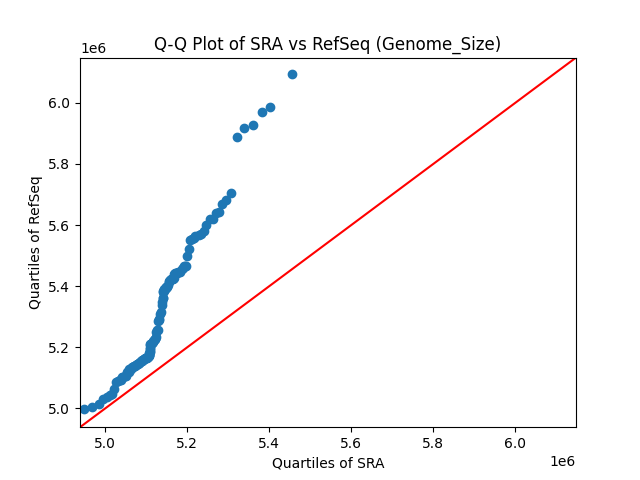 Q-Q Plot of SRA vs RefSeq (Genome_Size)
1e6
6.0
5.8
5.6
5.4
5.2
5.0
Quartiles of RefSeq
5.0 5.2 5.4 5.6 5.8 6.0
Quartiles of SRA
1e6